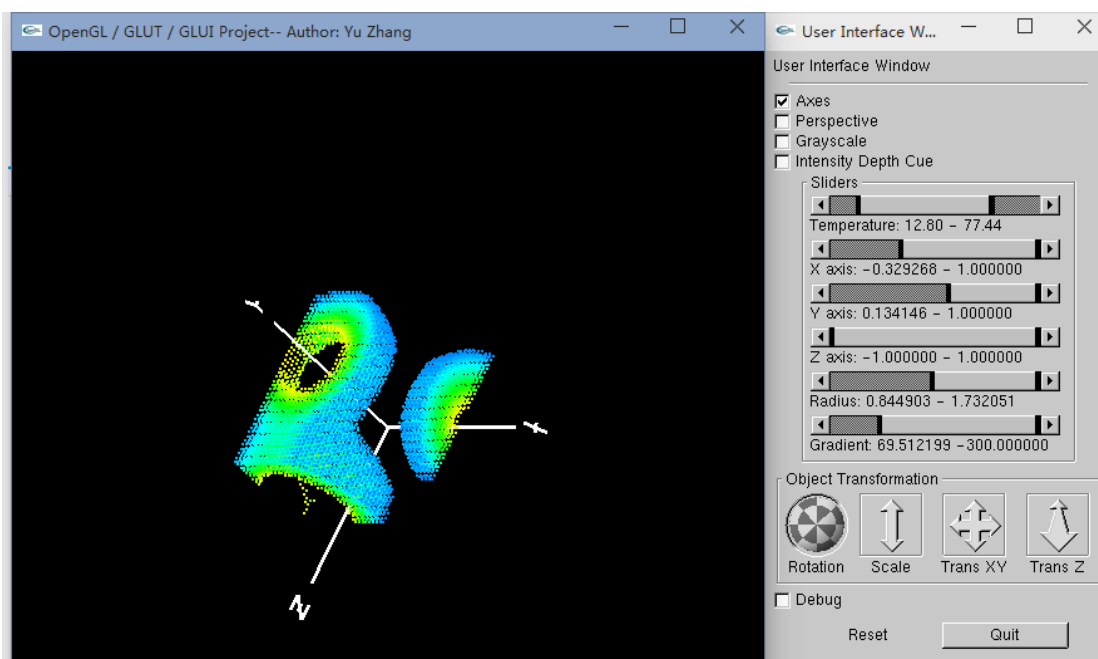 OpenGL / GLUT / GLUI Project-- Author: Yu Zhang
User Interface W...
User Interface Window
Axes
Perspective
Grayscale
Intensity Depth Cue
Sliders
Temperature: 12.80 - 77.44
X axis: -0.329268 - 1.000000
Y axis: 0.134146 - 1.000000
Z axis: -1.000000 - 1.000000
Radius: 0.844903 - 1.732051
Gradient: 69.512199 -300.000000
Object Transformation
Rotation Scale Trans XY Trans Z
Debug
Reset Quit
Y
X
Z